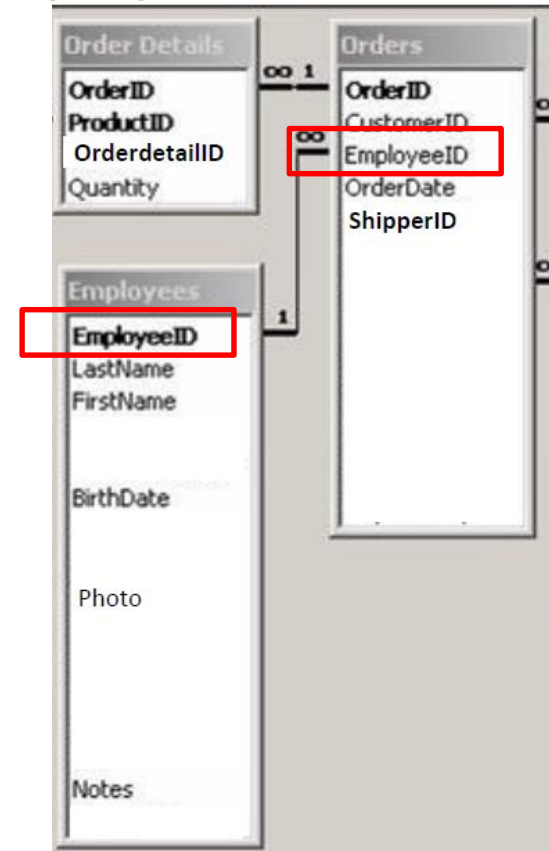 Order Details
OrderID
ProductID
OrderdetailID
Quantity
∞ 1
Orders
OrderID
CustomerID
EmployeeID
OrderDate
ShipperID
∞
1
Employees
EmployeeID
LastName
FirstName
BirthDate
Photo
Notes